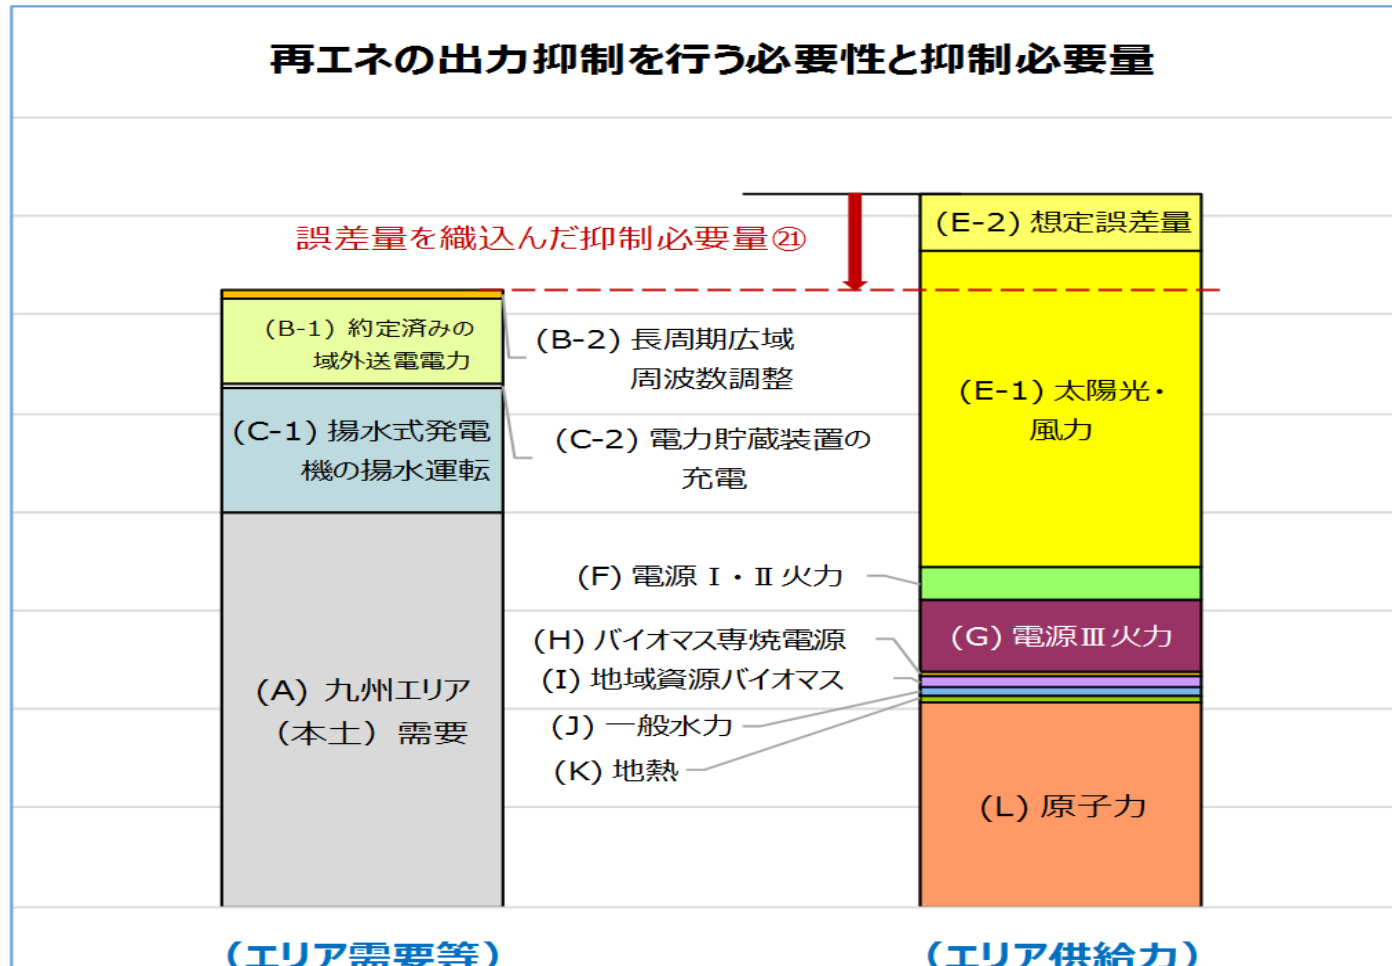 再エネの出力抑制を行う必要性と抑制必要量
(E-2) 想定誤差量
誤差量を織込んだ抑制必要量㉑
(B-1) 約定済みの
域外送電電力
(B-2) 長周期広域
周波数調整
(E-1) 太陽光・
風力
(C-1) 揚水式発電
機の揚水運転
(C-2) 電力貯蔵装置の
充電
(F) 電源Ⅰ・Ⅱ火力
(G) 電源Ⅲ火力
(H) バイオマス専焼電源
(I) 地域資源バイオマス
(A) 九州エリア
（本土）需要
(J) 一般水力
(K) 地熱
(L) 原子力
（エリア需要等）
（エリア供給力）